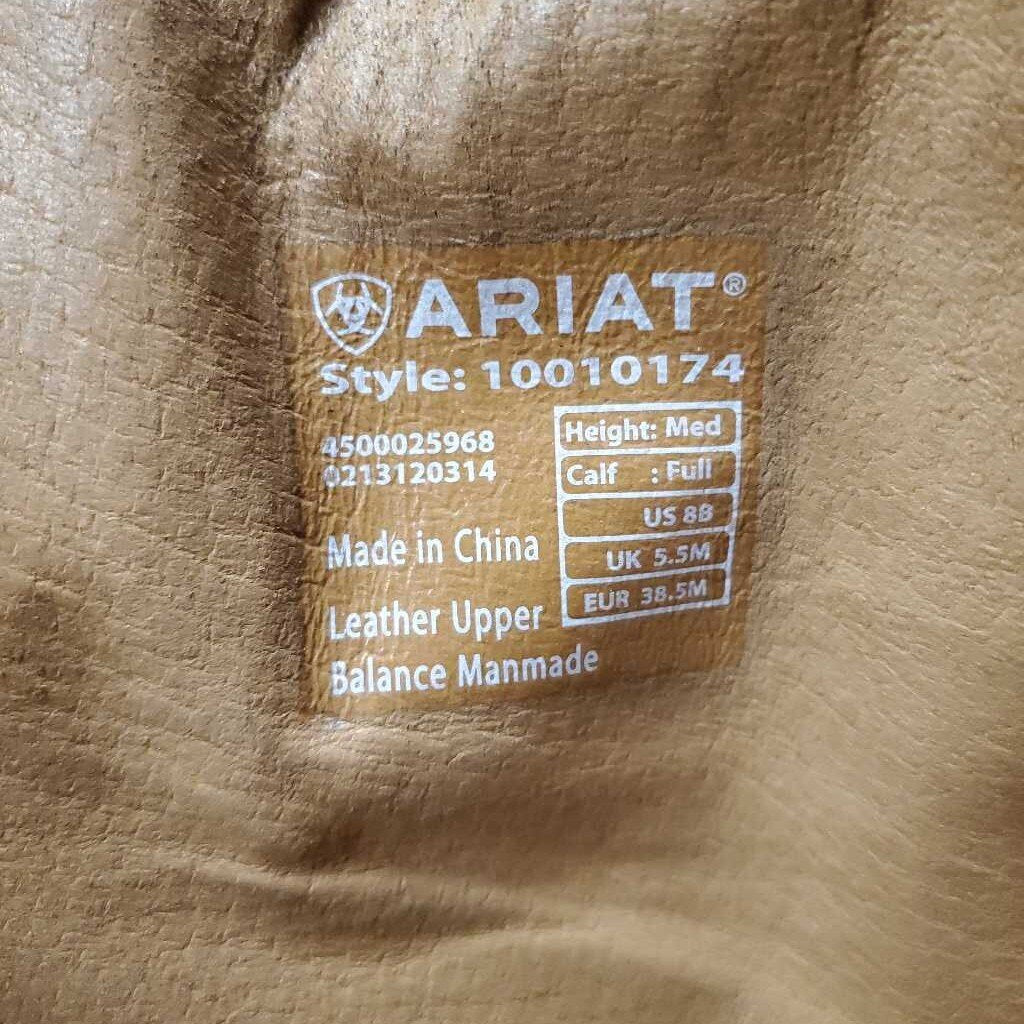 ARIAT®
Style: 10010174
4500025968
0213120314
Height: Med
Calf : Full
US 8B
UK 5.5M
EUR 38.5M
Made in China
Leather Upper
Balance Manmade